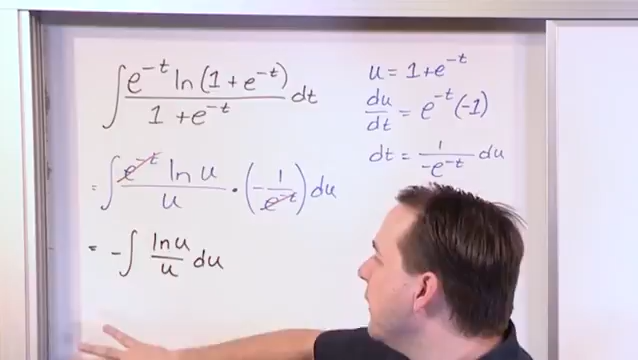 ∫ e^{-t} ln(1+e^{-t}) / 1+e^{-t} dt
= ∫ e^{-t} ln u / u • (- 1/e^{-t}) du
= -∫ ln u / u du
u = 1+e^{-t}
du/dt = e^{-t}(-1)
dt = 1/-e^{-t} du